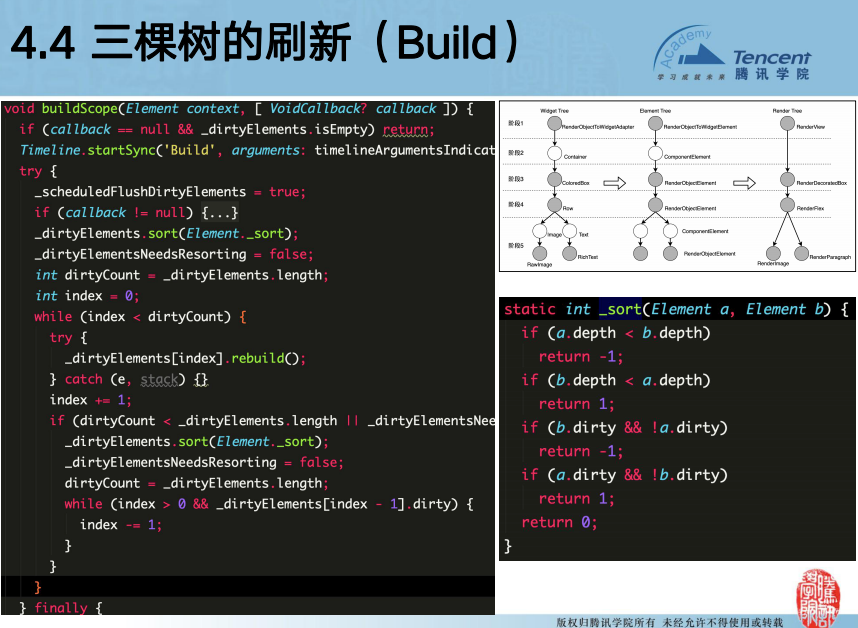 4.4 三棵树的刷新（Build）
Academy
学习成就未来
Tencent
腾讯学院
void buildScope(Element context, [ VoidCallback? callback ]) {
if (callback == null && _dirtyElements.isEmpty) return;
Timeline.startSync('Build', arguments: timelineArgumentsIndicat
try {
_scheduledFlushDirtyElements = true;
if (callback != null) {...}
_dirtyElements.sort(Element._sort);
_dirtyElementsNeedsResorting = false;
int dirtyCount = _dirtyElements.length;
int index = 0;
while (index < dirtyCount) {
try {
_dirtyElements[index].rebuild();
} catch (e, stack) {}
index += 1;
if (dirtyCount < _dirtyElements.length || _dirtyElementsNee
_dirtyElements.sort(Element._sort);
_dirtyElementsNeedsResorting = false;
dirtyCount = _dirtyElements.length;
while (index > 0 && _dirtyElements[index - 1].dirty) {
index -= 1;
}
}
}
} finally {
Widget Tree Element Tree Render Tree
阶段1 RenderObjectToWidgetAdapter RenderObjectToWidgetElement RenderView
阶段2 Container ComponentElement
阶段3 ColoredBox RenderObjectElement RenderDecoratedBox
阶段4 Row RenderObjectElement RenderFlex
Image Text ComponentElement
阶段5
RawImage RichText RenderObjectElement RenderImage RenderParagraph
static int _sort(Element a, Element b) {
if (a.depth < b.depth)
return -1;
if (b.depth < a.depth)
return 1;
if (b.dirty && !a.dirty)
return -1;
if (a.dirty && !b.dirty)
return 1;
return 0;
}
版权归腾讯学院所有 未经允许不得使用或转载